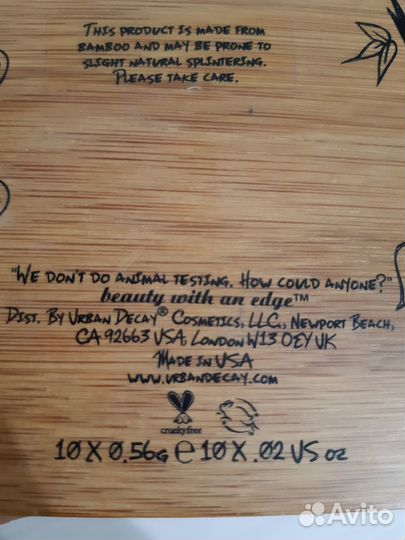 THIS PRODUCT IS MADE FROM
BAMBOO AND MAY BE PRONE TO
SLIGHT NATURAL SPLINTERING.
PLEASE TAKE CARE.
"WE DON'T DO ANIMAL TESTING. HOW COULD ANYONE?"
beauty with an edge™
DIST. BY URBAN DECAY® COSMETICS, LLC., NEWPORT BEACH,
CA 92663 USA, LONDON W13 0EY UK
MADE IN USA
WWW.URBANDECAY.COM
crueltyfree
10 X 0.56G e 10 X .02 US OZ
Avito